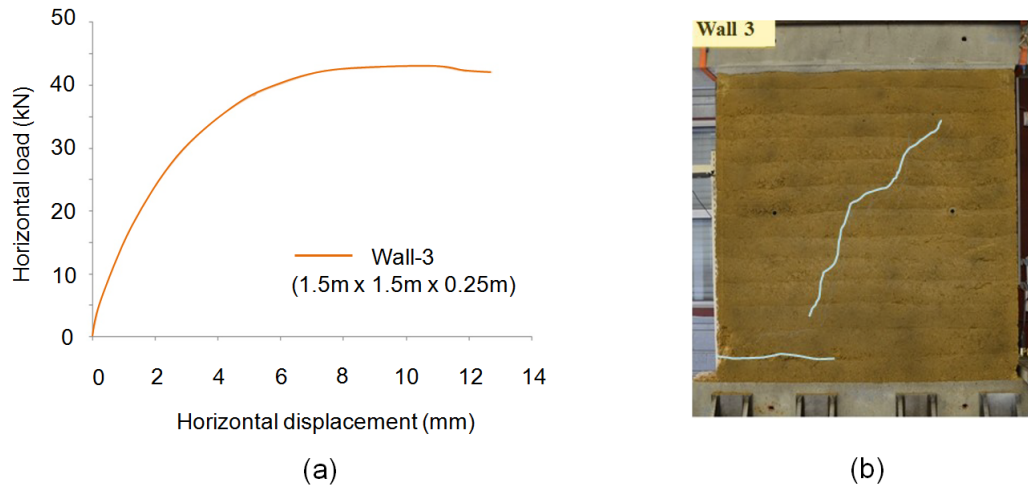 50
40
30
20
10
0
Horizontal load (kN)
0 2 4 6 8 10 12 14
Horizontal displacement (mm)
Wall-3
(1.5m x 1.5m x 0.25m)
(a)
Wall 3
(b)